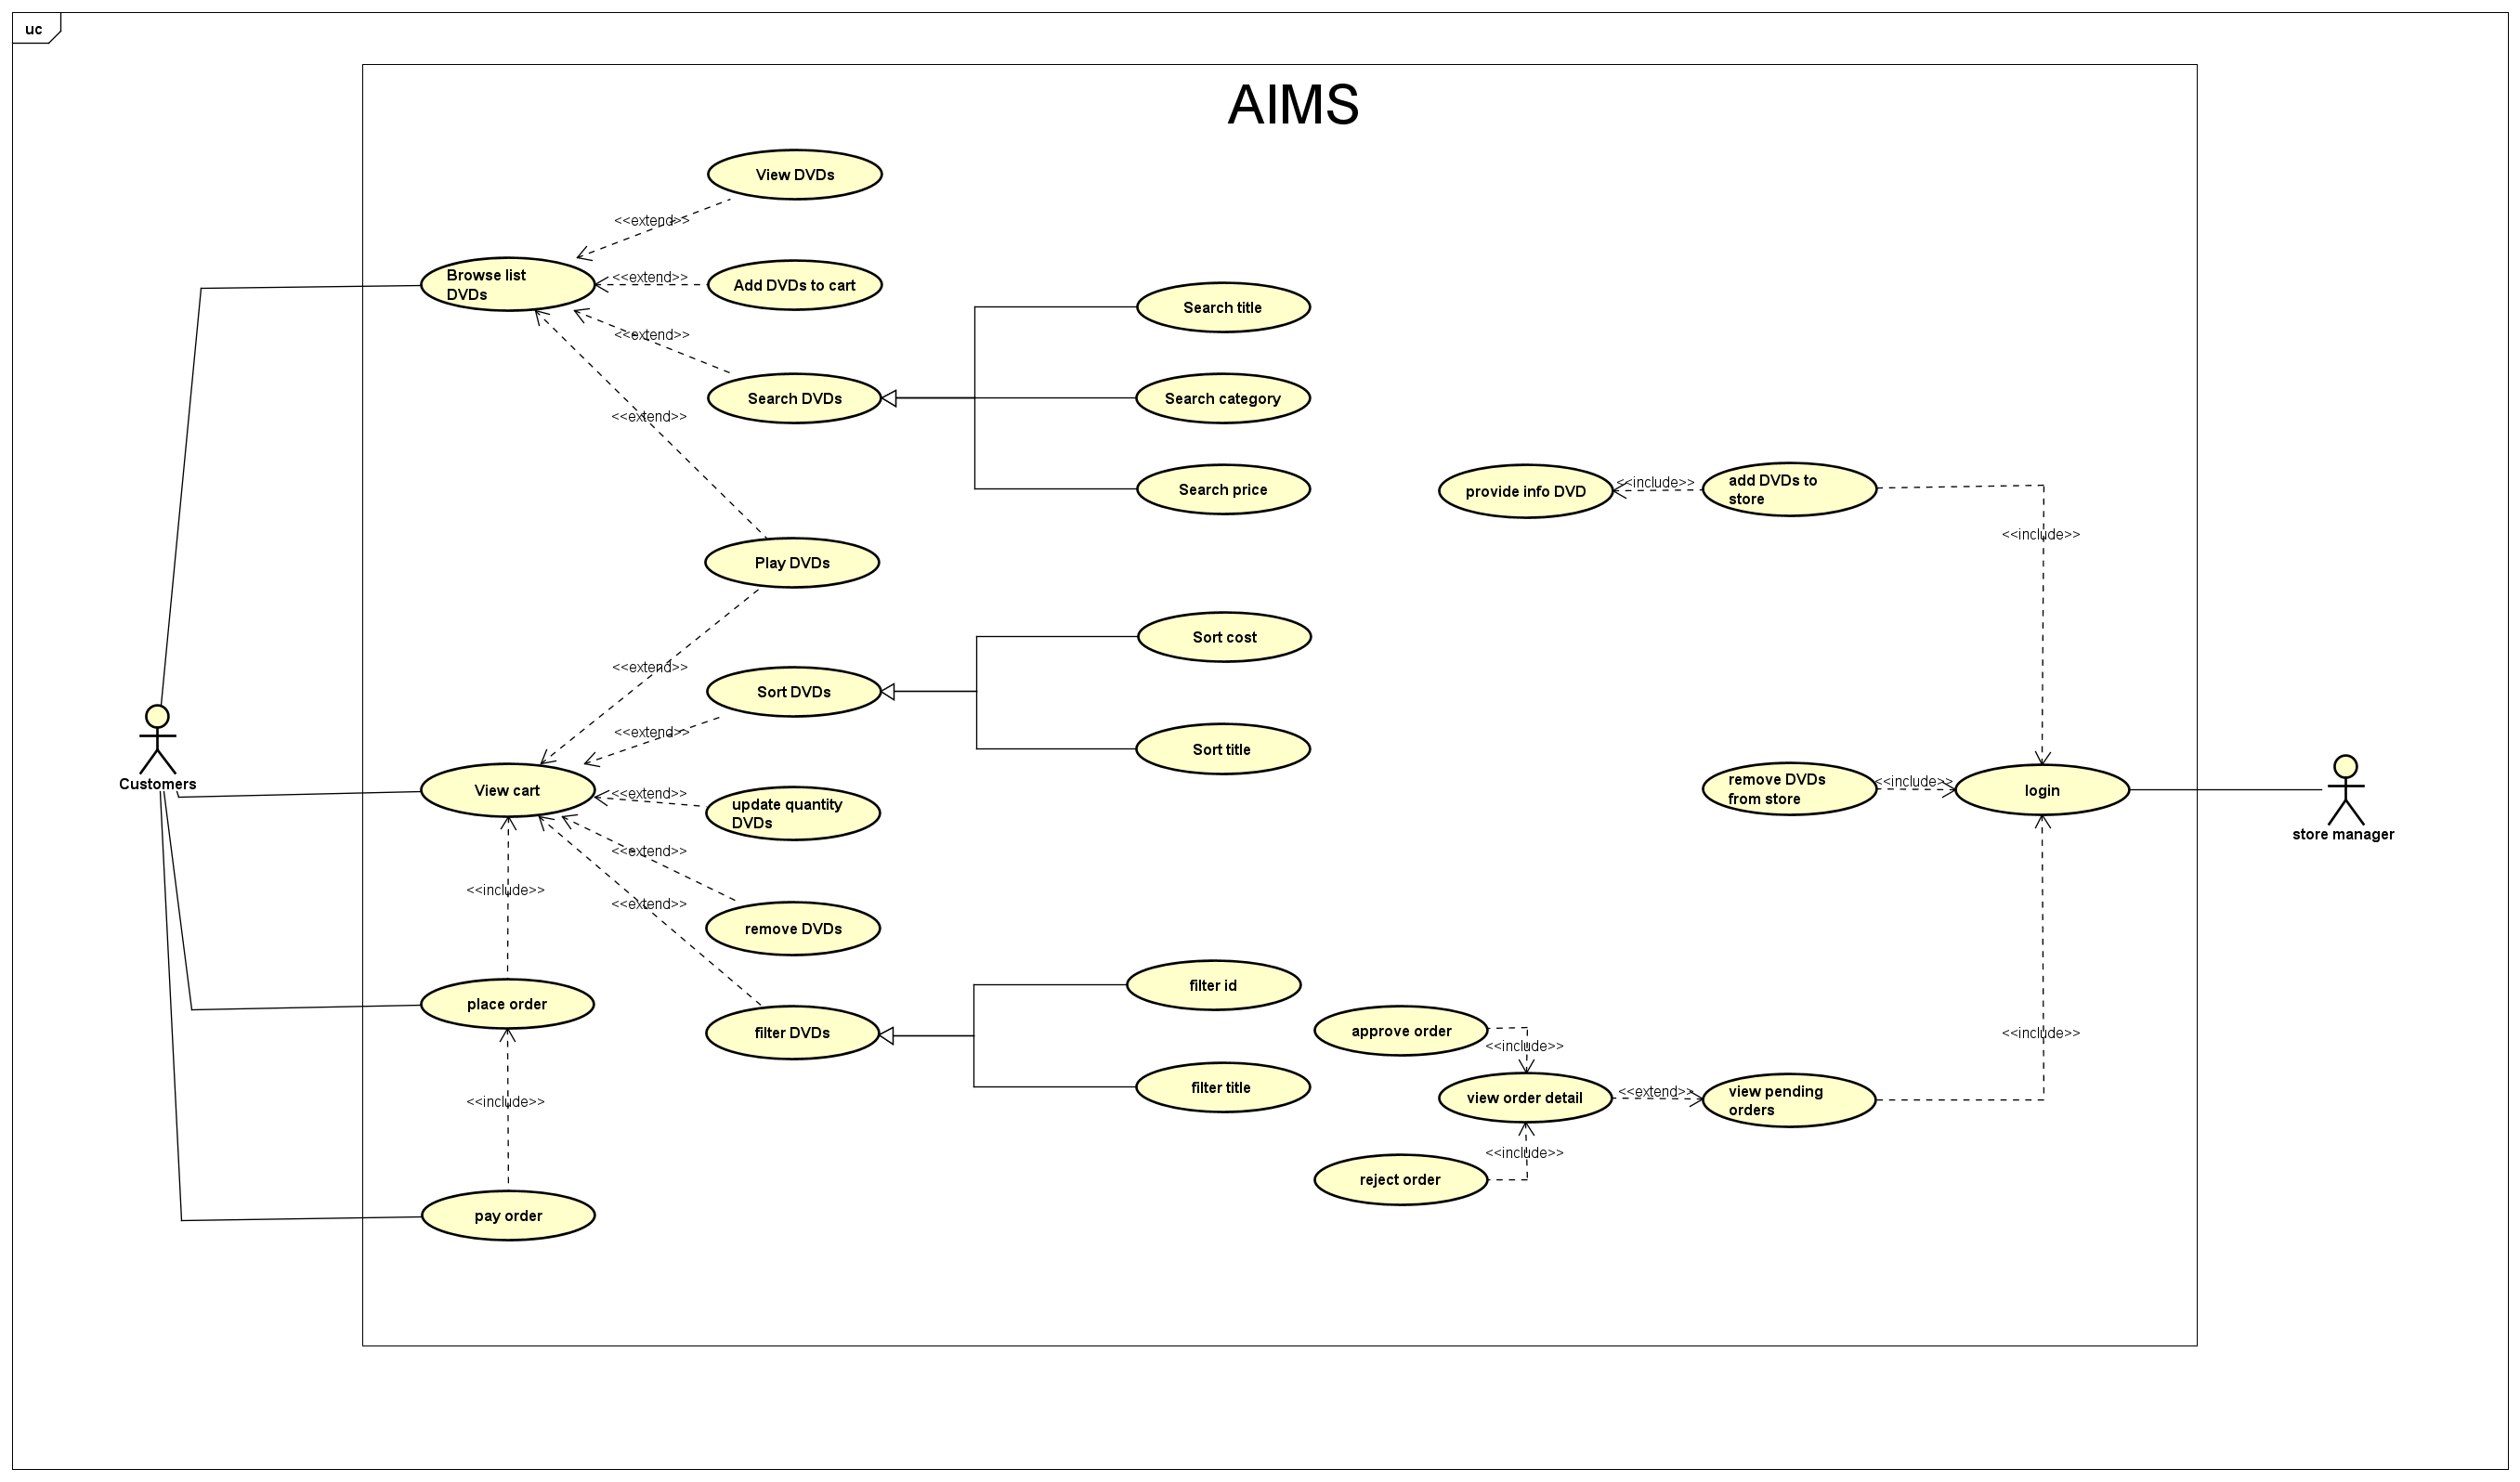 uc
AIMS
View DVDs
<<extend>>
Browse list
DVDs
<<extend>>
Add DVDs to cart
Search title
<<extend>>
Search DVDs
Search category
<<extend>>
Search price
provide info DVD
<<include>>
add DVDs to
store
<<include>>
Play DVDs
Sort cost
<<extend>>
Sort DVDs
<<extend>>
Sort title
Customers
View cart
<<extend>>
update quantity
DVDs
remove DVDs
from store
<<include>>
login
store manager
<<extend>>
<<include>>
<<extend>>
remove DVDs
place order
filter id
filter DVDs
approve order
<<include>>
<<include>>
<<include>>
filter title
view order detail
<<extend>>
view pending
orders
<<include>>
reject order
pay order